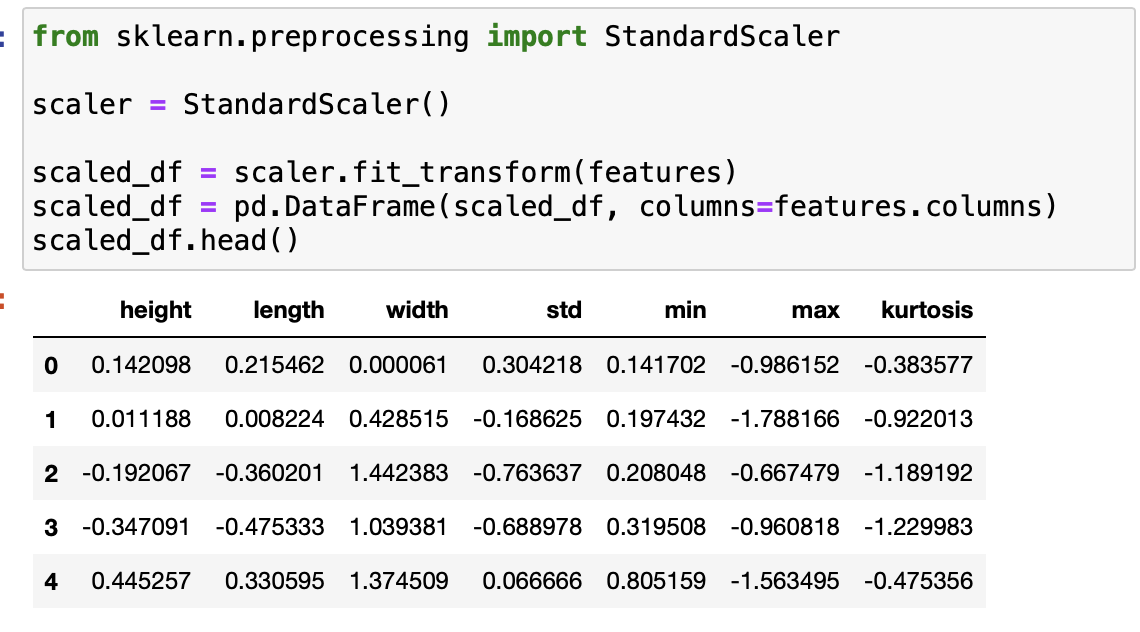 from sklearn.preprocessing import StandardScaler
scaler = StandardScaler()
scaled_df = scaler.fit_transform(features)
scaled_df = pd.DataFrame(scaled_df, columns=features.columns)
scaled_df.head()
height length width std min max kurtosis
0 0.142098 0.215462 0.000061 0.304218 0.141702 -0.986152 -0.383577
1 0.011188 0.008224 0.428515 -0.168625 0.197432 -1.788166 -0.922013
2 -0.192067 -0.360201 1.442383 -0.763637 0.208048 -0.667479 -1.189192
3 -0.347091 -0.475333 1.039381 -0.688978 0.319508 -0.960818 -1.229983
4 0.445257 0.330595 1.374509 0.066666 0.805159 -1.563495 -0.475356